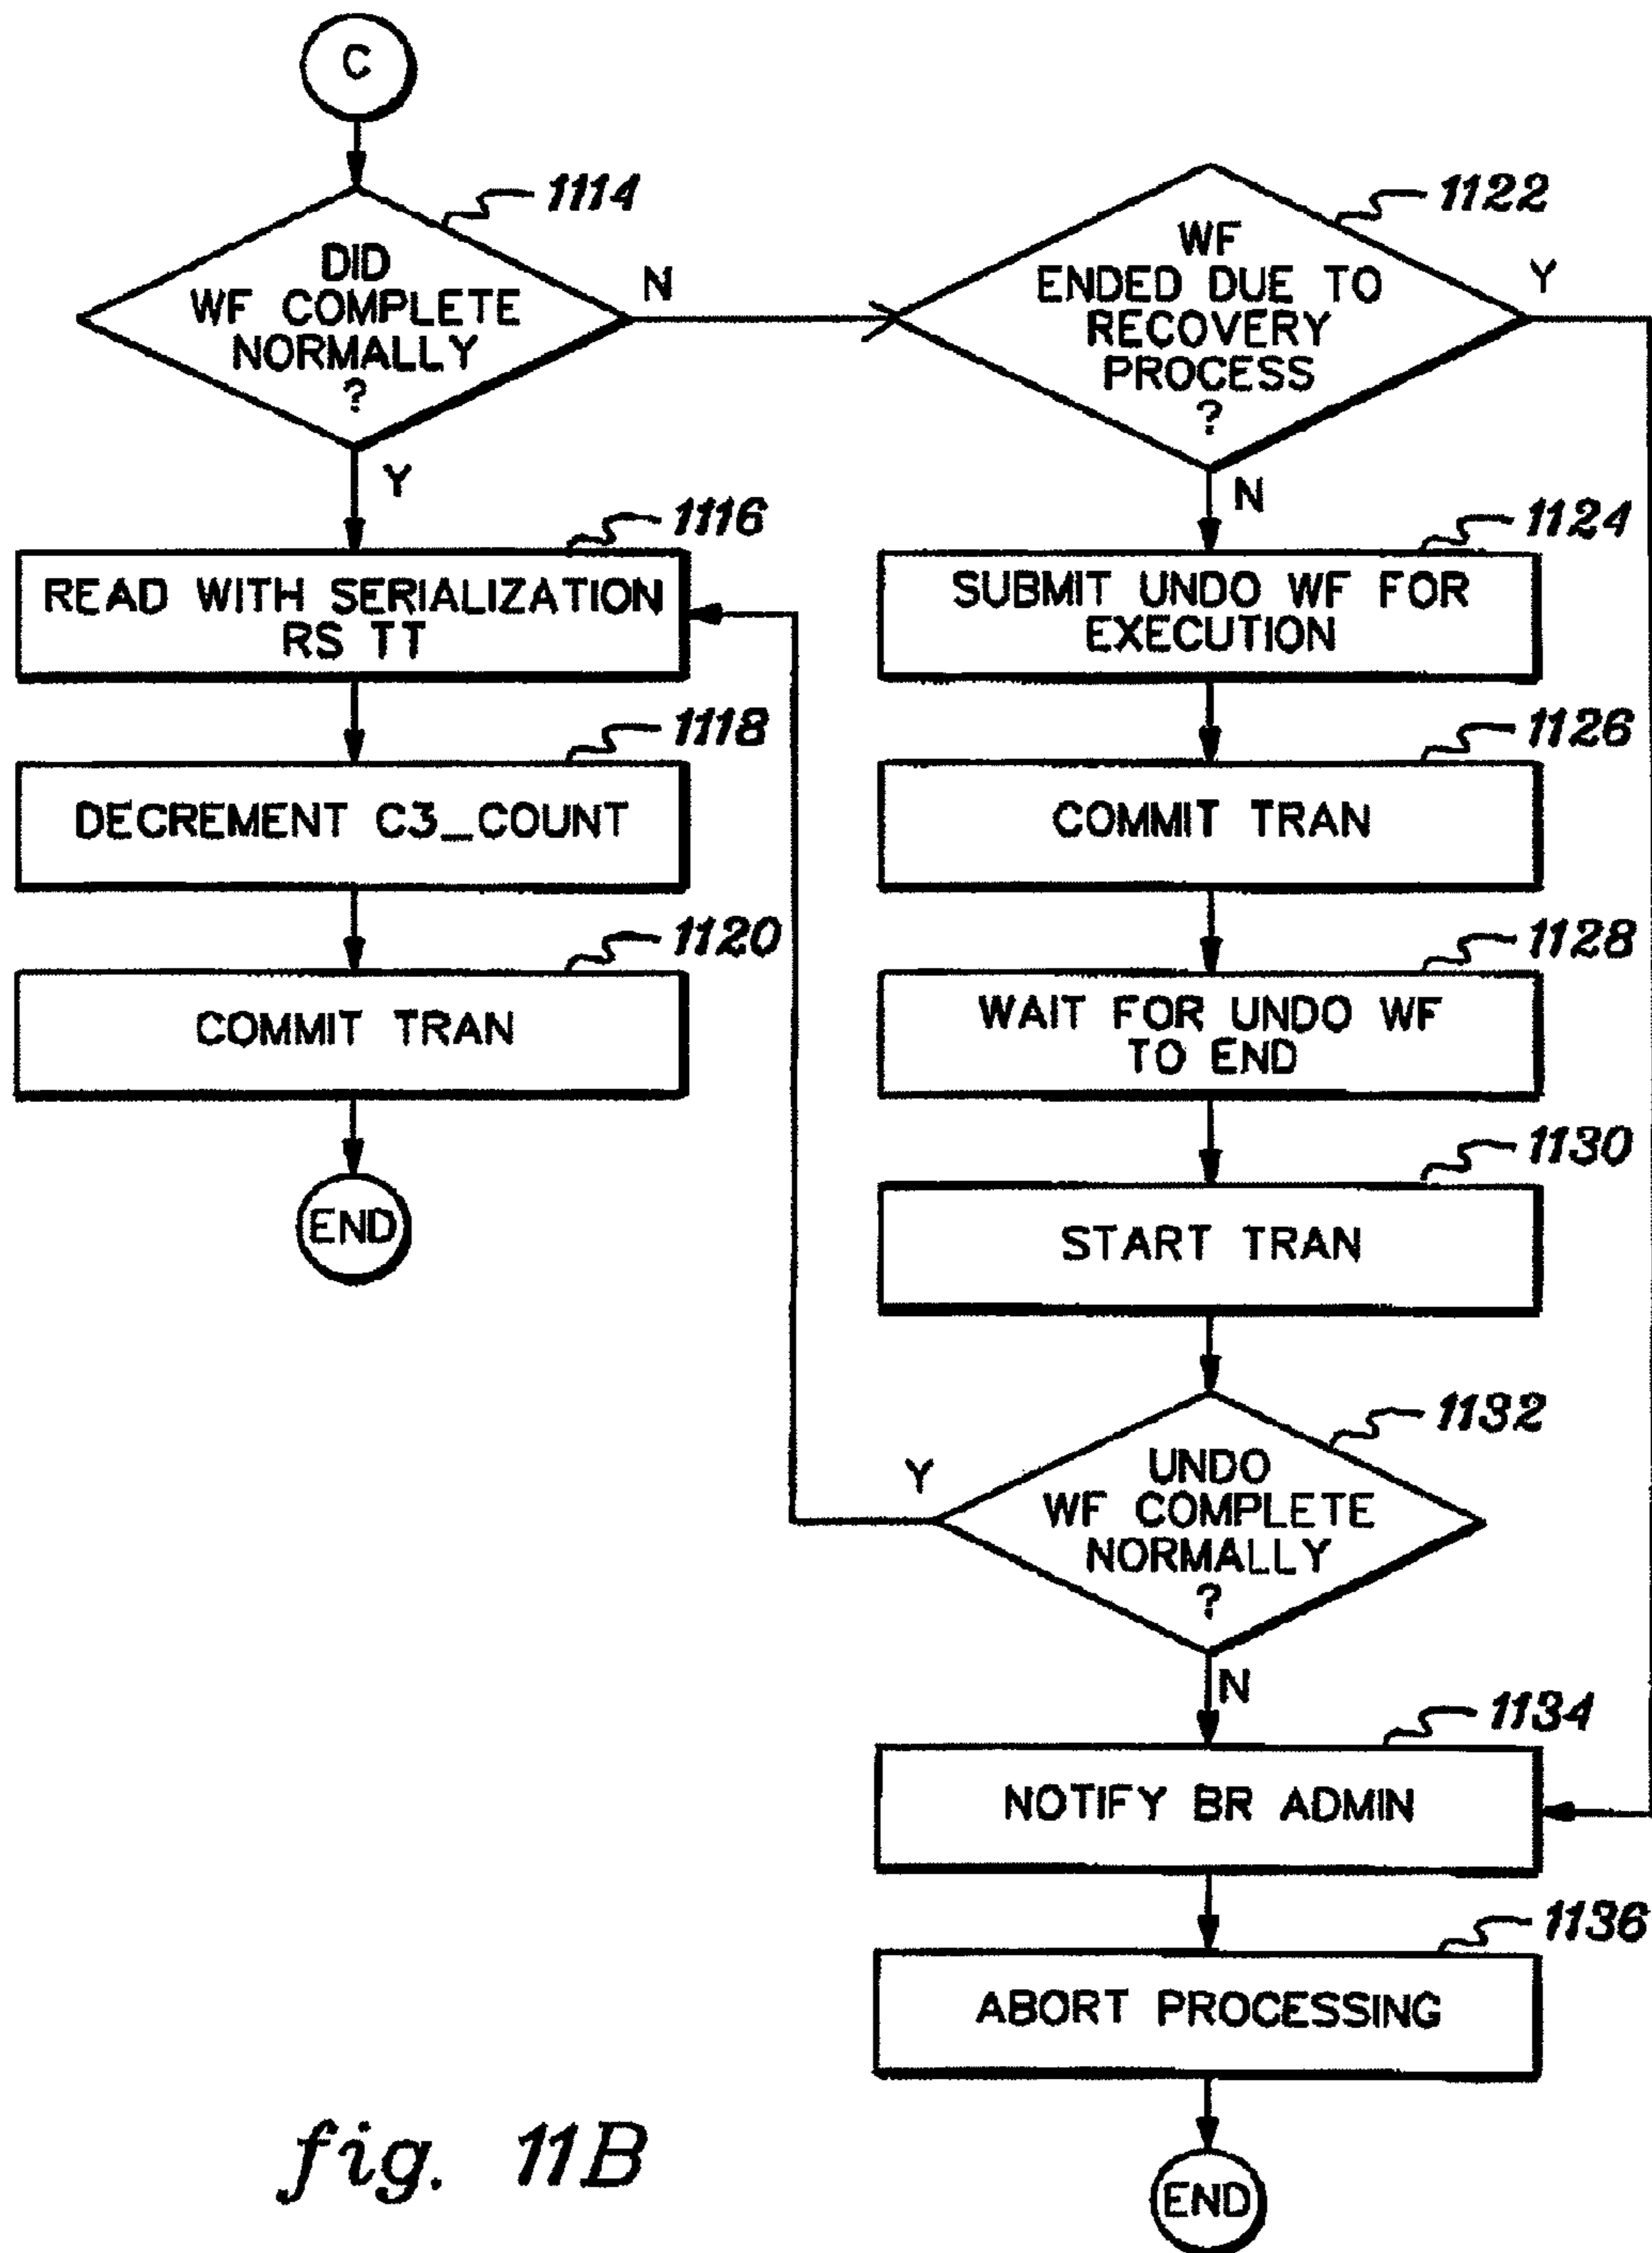 C
1114
DID
WF COMPLETE
NORMALLY
?
N
Y
1116
READ WITH SERIALIZATION
RS TT
1118
DECREMENT C3_COUNT
1120
COMMIT TRAN
END
1122
WF
ENDED DUE TO
RECOVERY
PROCESS
?
Y
N
1124
SUBMIT UNDO WF FOR
EXECUTION
1126
COMMIT TRAN
1128
WAIT FOR UNDO WF
TO END
1130
START TRAN
1132
UNDO
WF COMPLETE
NORMALLY
?
Y
N
1134
NOTIFY BR ADMIN
1136
ABORT PROCESSING
END
fig. 11B